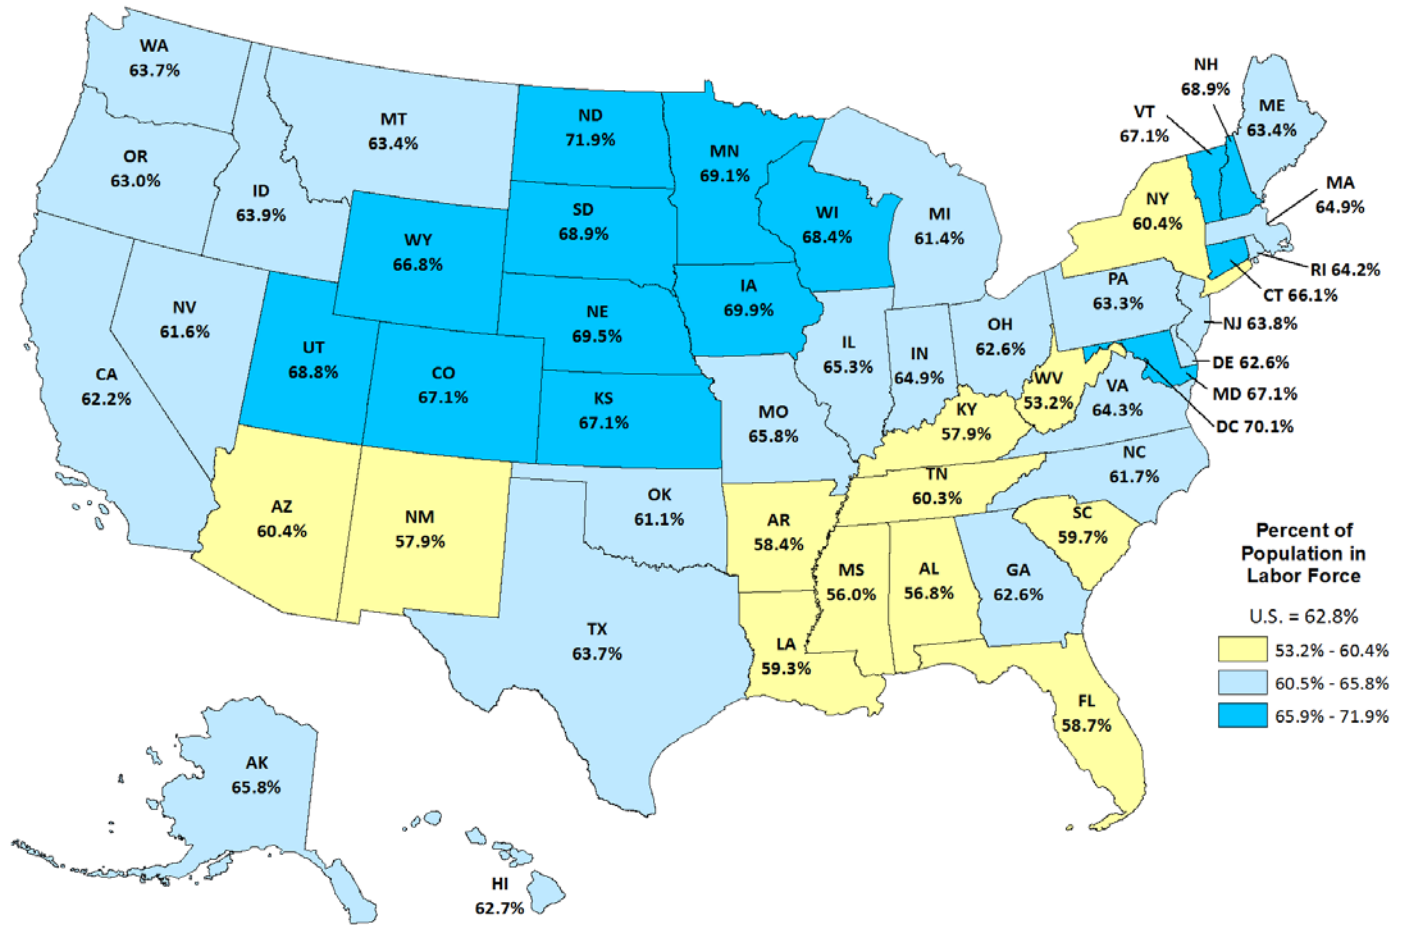 WA
63.7%
OR
63.0%
ID
63.9%
MT
63.4%
ND
71.9%
MN
69.1%
SD
68.9%
WI
68.4%
MI
61.4%
WY
66.8%
NV
61.6%
CA
62.2%
UT
68.8%
CO
67.1%
NE
69.5%
IA
69.9%
KS
67.1%
MO
65.8%
IL
65.3%
IN
64.9%
OH
62.6%
PA
63.3%
NY
60.4%
VT
67.1%
NH
68.9%
ME
63.4%
MA
64.9%
RI 64.2%
CT 66.1%
NJ 63.8%
DE 62.6%
MD 67.1%
DC 70.1%
WV
53.2%
VA
64.3%
KY
57.9%
NC
61.7%
TN
60.3%
SC
59.7%
AZ
60.4%
NM
57.9%
OK
61.1%
AR
58.4%
MS
56.0%
AL
56.8%
GA
62.6%
TX
63.7%
LA
59.3%
FL
58.7%
AK
65.8%
HI
62.7%
Percent of
Population in
Labor Force
U.S. = 62.8%
53.2% - 60.4%
60.5% - 65.8%
65.9% - 71.9%